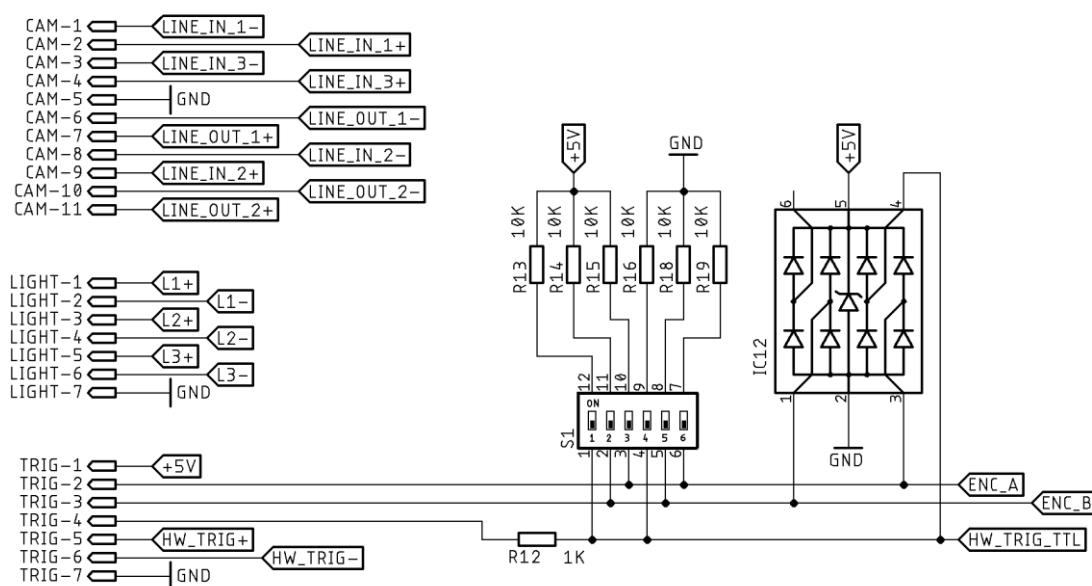 CAM-1 LINE_IN_1-
CAM-2 LINE_IN_1+
CAM-3 LINE_IN_3-
CAM-4 LINE_IN_3+
CAM-5 GND
CAM-6 LINE_OUT_1-
CAM-7 LINE_OUT_1+
CAM-8 LINE_IN_2-
CAM-9 LINE_IN_2+
CAM-10 LINE_OUT_2-
CAM-11 LINE_OUT_2+
LIGHT-1 L1+
LIGHT-2 L1-
LIGHT-3 L2+
LIGHT-4 L2-
LIGHT-5 L3+
LIGHT-6 L3-
LIGHT-7 GND
TRIG-1 +5V
TRIG-2
TRIG-3
TRIG-4
TRIG-5 HW_TRIG+
TRIG-6 HW_TRIG-
TRIG-7 GND
+5V
GND
10K 10K 10K 10K 10K 10K
R13 R14 R15 R16 R18 R19
12 11 10 9 8 7
ON
1 2 3 4 5 6
S1
1 2 3 4 5 6
R12 1K
+5V
6 5 4
IC12
1 2 3
GND
ENC_A
ENC_B
HW_TRIG_TTL